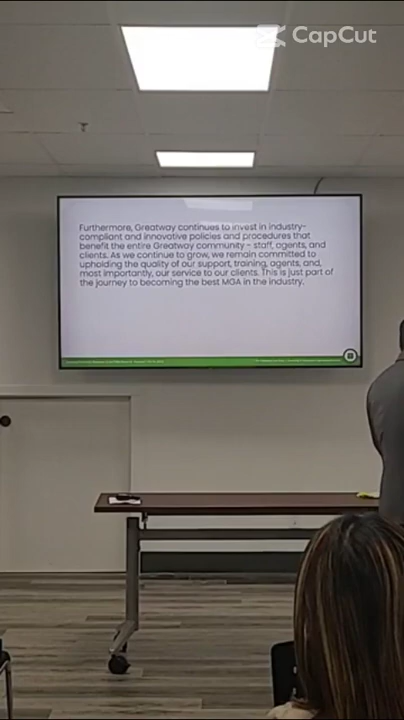 CapCut
Furthermore, Greatway continues to invest in industry-
compliant and innovative policies and procedures that
benefit the entire Greatway community - staff, agents, and
clients. As we continue to grow, we remain committed to
upholding the quality of our support, training, agents, and,
most importantly, our service to our clients. This is just part of
the journey to becoming the best MGA in the industry.